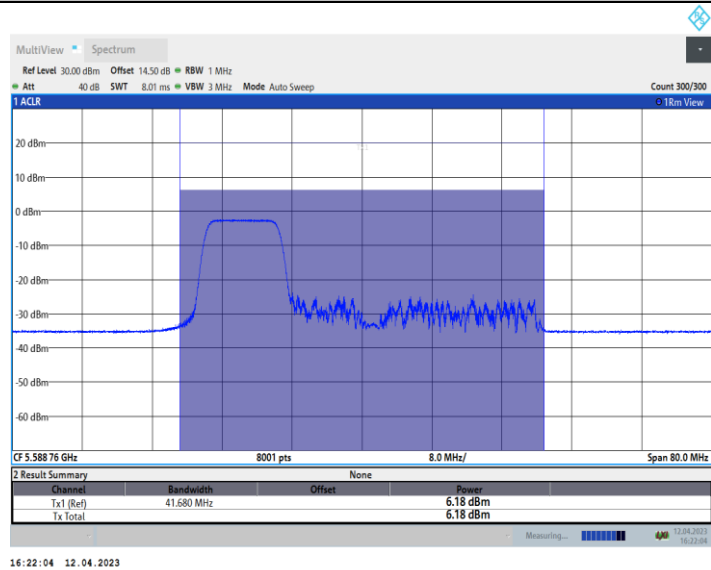 MultiView Spectrum
Ref Level 30.00 dBm Offset 14.50 dB RBW 1 MHz
Att 40 dB SWT 8.01 ms VBW 3 MHz Mode Auto Sweep Count 300/300
1 ACLR 1Rm View
20 dBm
10 dBm
0 dBm
-10 dBm
-20 dBm
-30 dBm
-40 dBm
-50 dBm
-60 dBm
CF 5.588 76 GHz 8001 pts 8.0 MHz/ Span 80.0 MHz
2 Result Summary None
Channel Bandwidth Offset Power
Tx1 (Ref) 41.680 MHz 6.18 dBm
Tx Total 6.18 dBm
Measuring... 12.04.2023
16:22:04
16:22:04 12.04.2023